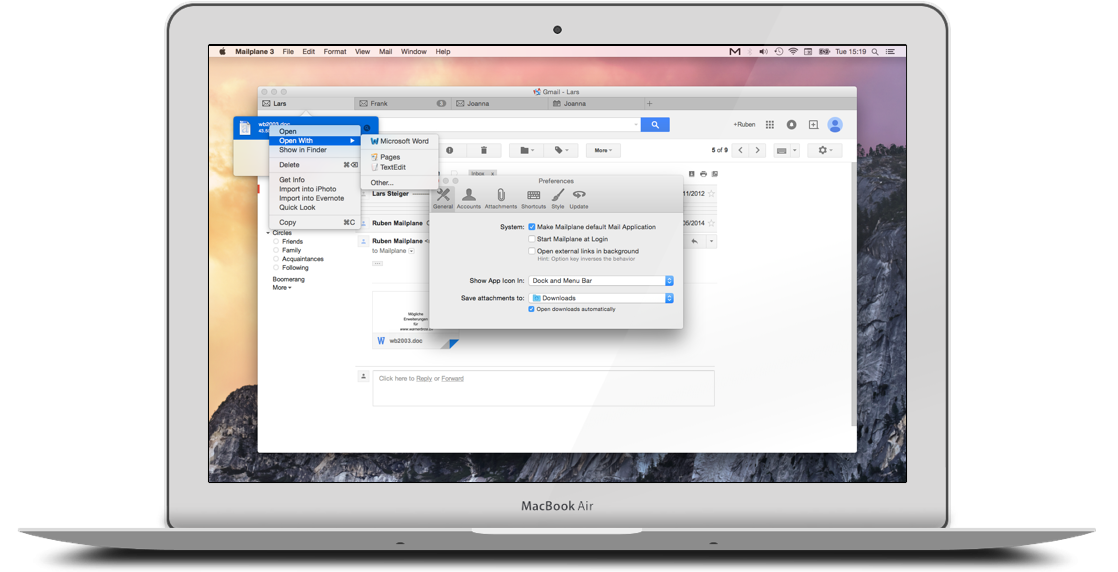 Mailplane 3 File Edit Format View Mail Window Help
Tue 15:19
Gmail - Lars
Lars Frank Joanna Joanna +
wb2003.doc
+Ruben
Open
Open With
Show in Finder
Delete
Get Info
Import into iPhoto
Import into Evernote
Quick Look
Copy ⌘C
Microsoft Word
Pages
TextEdit
Other...
More
5 of 9
Inbox x
Lars Steiger
11/2012
Ruben Mailplane
05/2014
Ruben Mailplane
to Mailplane
Circles
Friends
Family
Acquaintances
Following
Boomerang
More
Preferences
General Accounts Attachments Shortcuts Style Update
System: Make Mailplane default Mail Application
Start Mailplane at Login
Open external links in background
Hint: Option key inverses the behavior
Show App Icon In: Dock and Menu Bar
Save attachments to: Downloads
Open downloads automatically
Mögliche
Erweiterungen
für
W wb2003.doc
Click here to Reply or Forward
MacBook Air